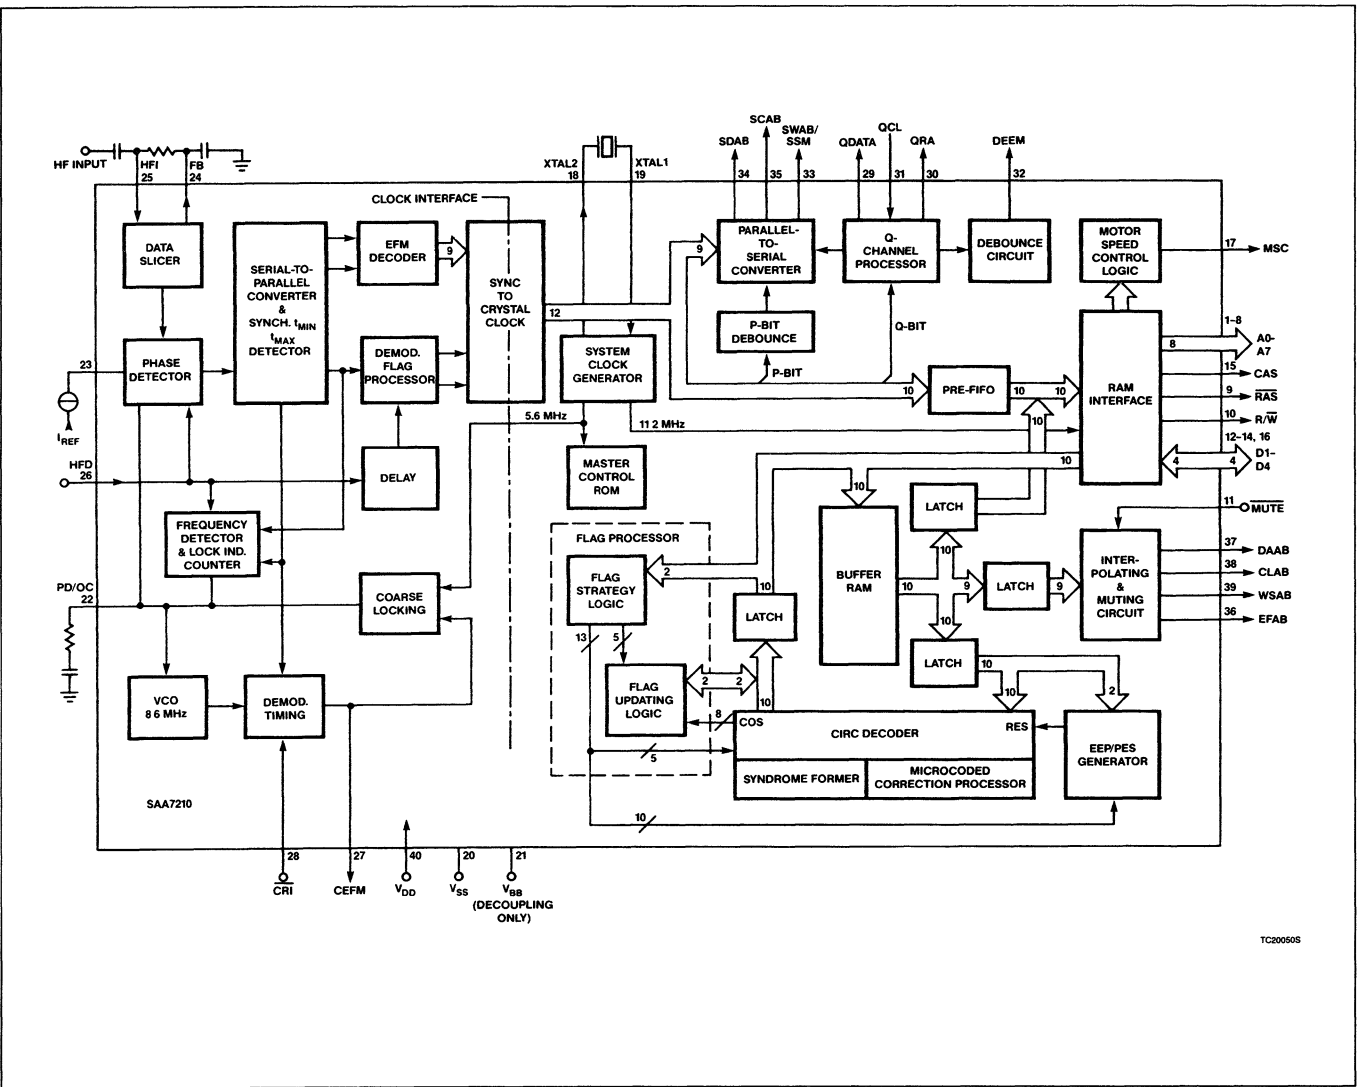 SCAB
SDAB
SWAB/
SSM
QCL
QDATA
QRA
DEEM
HF INPUT
HFI
FB
25
24
XTAL2
18
XTAL1
19
34
35
33
29
31
30
32
CLOCK INTERFACE
DATA
SLICER
SERIAL-TO-
PARALLEL
CONVERTER
&
SYNCH. tMIN
tMAX
DETECTOR
EFM
DECODER
9
SYNC
TO
CRYSTAL
CLOCK
12
9
PARALLEL-
TO-
SERIAL
CONVERTER
Q-
CHANNEL
PROCESSOR
DEBOUNCE
CIRCUIT
MOTOR
SPEED
CONTROL
LOGIC
17
MSC
P-BIT
DEBOUNCE
P-BIT
Q-BIT
23
IREF
PHASE
DETECTOR
DEMOD.
FLAG
PROCESSOR
SYSTEM
CLOCK
GENERATOR
5.6 MHz
11 2 MHz
10
PRE-FIFO
10
10
10
RAM
INTERFACE
1–8
8
A0-
A7
15
CAS
9
RAS
10
R/W
12–14, 16
4
4
D1-
D4
HFD
26
DELAY
MASTER
CONTROL
ROM
10
10
FREQUENCY
DETECTOR
& LOCK IND.
COUNTER
FLAG PROCESSOR
FLAG
STRATEGY
LOGIC
2
10
LATCH
13
5
BUFFER
RAM
10
LATCH
10
9
LATCH
9
10
LATCH
10
11
MUTE
INTER-
POLATING
&
MUTING
CIRCUIT
37
DAAB
38
CLAB
39
WSAB
36
EFAB
PD/OC
22
COARSE
LOCKING
VCO
8 6 MHz
DEMOD.
TIMING
FLAG
UPDATING
LOGIC
2
2
10
8
COS
5
CIRC DECODER
RES
10
2
SYNDROME FORMER
MICROCODED
CORRECTION PROCESSOR
EEP/PES
GENERATOR
10
SAA7210
28
CRI
27
CEFM
40
VDD
20
VSS
21
VBB
(DECOUPLING
ONLY)
TC20050S